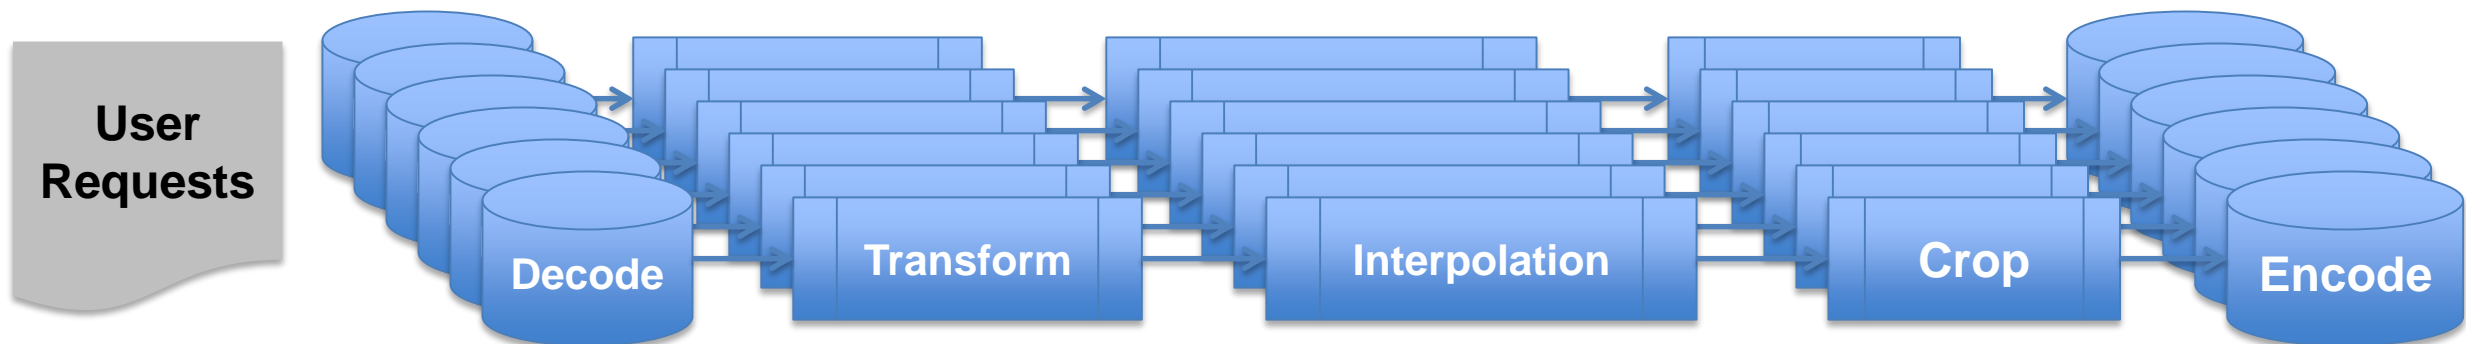 User
Requests
Decode
Transform
Interpolation
Crop
Encode